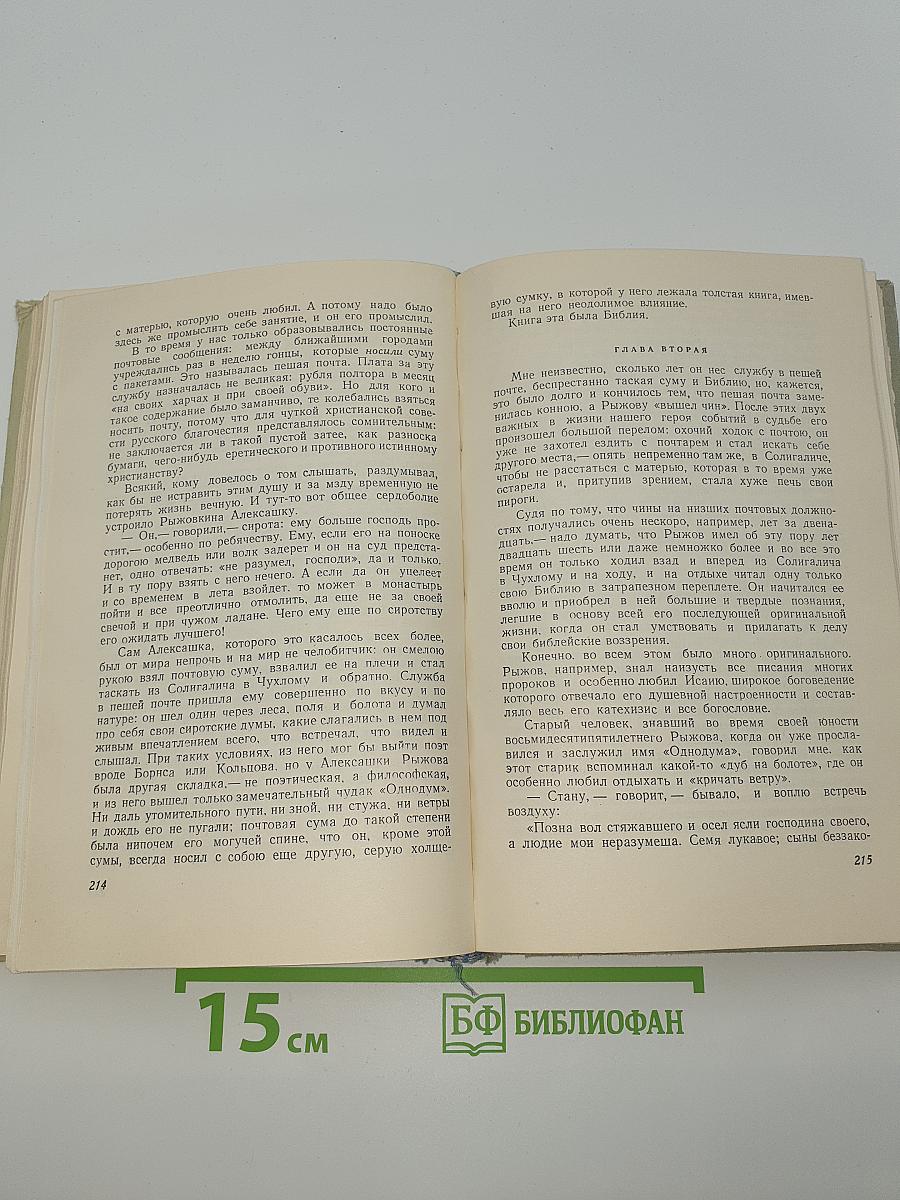 с матерью, которую очень любил. А потому надо было
здесь же промыслить себе занятие, и он его промыслил.
В то время у нас только образовывались постоянные
почтовые сообщения: между ближайшими городами
учреждались раз в неделю гонцы, которые носили суму
с пакетами. Это называлась пешая почта. Плата за эту
службу назначалась не великая: рубля полтора в месяц
«на своих харчах и при своей обуви». Но для кого и
такое содержание было заманчиво, те колебались взяться
носить почту, потому что для чуткой христианской сове-
сти русского благочестия представлялось сомнительным:
не заключается ли в такой пустой затее, как разноска
бумаги, чего-нибудь еретического и противного истинному
христианству?
Всякий, кому довелось о том слышать, раздумывал,
как бы не истравить этим душу и за мзду временную не
потерять жизнь вечную. И тут-то вот общее сердоболие
устроило Рыжовкина Алексашку.
— Он,— говорили,— сирота: ему больше господь про-
стит,— особенно по ребячеству. Ему, если его на поноске
дорогою медведь или волк задерет и он на суд предста-
нет, одно отвечать: «не разумел, господи», да и только.
И в ту пору взять с него нечего. А если да он уцелеет
и со временем в лета взойдет, то может в монастырь
пойти и все преотлично отмолить, да еще не за своей
свечой и при чужом ладане. Чего ему еще по сиротству
его ожидать лучшего!
Сам Алексашка, которого это касалось всех более,
был от мира непрочь и на мир не челобитчик: он смелою
рукою взял почтовую суму, взвалил ее на плечи и стал
таскать из Солигалича в Чухлому и обратно. Служба
в пешей почте пришла ему совершенно по вкусу и по
натуре: он шел один через леса, поля и болота и думал
про себя свои сиротские думы, какие слагались в нем под
живым впечатлением всего, что встречал, что видел и
слышал. При таких условиях, из него мог бы выйти поэт
вроде Борнса или Кольцова, но у Алексашки Рыжова
была другая складка,— не поэтическая, а философская,
и из него вышел только замечательный чудак «Однодум».
Ни даль утомительного пути, ни зной, ни стужа, ни ветры
и дождь его не пугали; почтовая сума до такой степени
была нипочем его могучей спине, что он, кроме этой
сумы, всегда носил с собою еще другую, серую холще-
214
вую сумку, в которой у него лежала толстая книга, имев-
шая на него неодолимое влияние.
Книга эта была Библия.
ГЛАВА ВТОРАЯ
Мне неизвестно, сколько лет он нес службу в пешей
почте, беспрестанно таская суму и Библию, но, кажется,
это было долго и кончилось тем, что пешая почта заме-
нилась конною, а Рыжову «вышел чин». После этих двух
важных в жизни нашего героя событий в судьбе его
произошел большой перелом: охочий ходок с почтою, он
уже не захотел ездить с почтарем и стал искать себе
другого места,— опять непременно там же, в Солигаличе,
чтобы не расстаться с матерью, которая в то время уже
остарела и, притупив зрением, стала хуже печь свои
пироги.
Судя по тому, что чины на низших почтовых должно-
стях получались очень нескоро, например, лет за двена-
дцать,— надо думать, что Рыжов имел об эту пору лет
двадцать шесть или даже немножко более и во все это
время он только ходил взад и вперед из Солигалича
в Чухлому и на ходу, и на отдыхе читал одну только
свою Библию в затрапезном переплете. Он начитался ее
вволю и приобрел в ней большие и твердые познания,
легшие в основу всей его последующей оригинальной
жизни, когда он стал умствовать и прилагать к делу
свои библейские воззрения.
Конечно, во всем этом было много оригинального.
Рыжов, например, знал наизусть все писания многих
пророков и особенно любил Исаию, широкое боговедение
которого отвечало его душевной настроенности и состав-
ляло весь его катехизис и все богословие.
Старый человек, знавший во время своей юности
восьмидесятипятилетнего Рыжова, когда он уже просла-
вился и заслужил имя «Однодума», говорил мне, как
этот старик вспоминал какой-то «дуб на болоте», где он
особенно любил отдыхать и «кричать ветру».
— Стану, — говорит, — бывало, и воплю встречь
воздуху:
«Позна вол стяжавшего и осел ясли господина своего,
а людие мои неразумеша. Семя лукавое; сыны беззако-
215
15 см
БФ БИБЛИОФАН